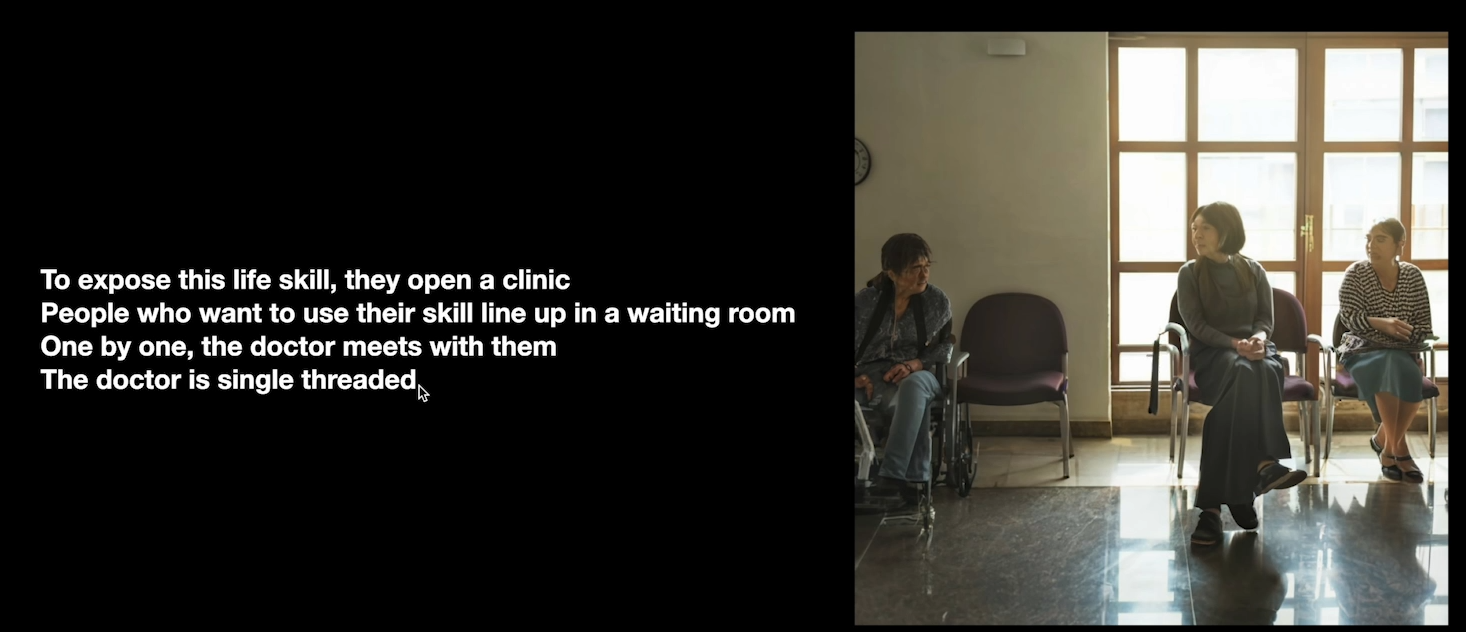 To expose this life skill, they open a clinic
People who want to use their skill line up in a waiting room
One by one, the doctor meets with them
The doctor is single threaded